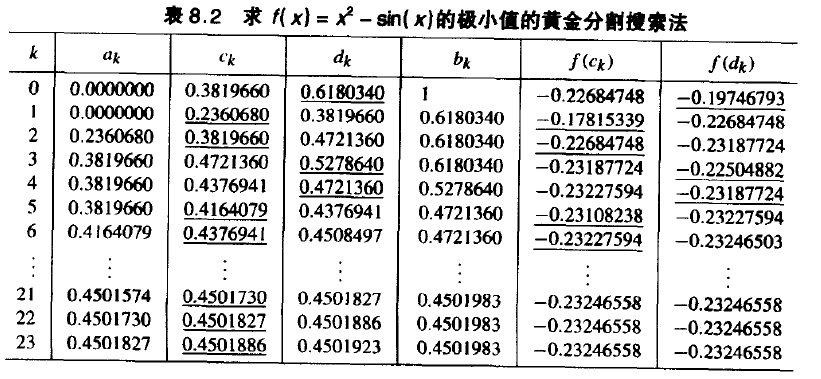 表 8.2 求 f(x) = x² − sin(x)的极小值的黄金分割搜索法
k aₖ cₖ dₖ bₖ f(cₖ) f(dₖ)
0 0.0000000 0.3819660 0.6180340 1 −0.22684748 −0.19746793
1 0.0000000 0.2360680 0.3819660 0.6180340 −0.17815339 −0.22684748
2 0.2360680 0.3819660 0.4721360 0.6180340 −0.22684748 −0.23187724
3 0.3819660 0.4721360 0.5278640 0.6180340 −0.23187724 −0.22504882
4 0.3819660 0.4376941 0.4721360 0.5278640 −0.23227594 −0.23187724
5 0.3819660 0.4164079 0.4376941 0.4721360 −0.23108238 −0.23227594
6 0.4164079 0.4376941 0.4508497 0.4721360 −0.23227594 −0.23246503
⋮ ⋮ ⋮ ⋮ ⋮ ⋮ ⋮
21 0.4501574 0.4501730 0.4501827 0.4501983 −0.23246558 −0.23246558
22 0.4501730 0.4501827 0.4501886 0.4501983 −0.23246558 −0.23246558
23 0.4501827 0.4501886 0.4501923 0.4501983 −0.23246558 −0.23246558